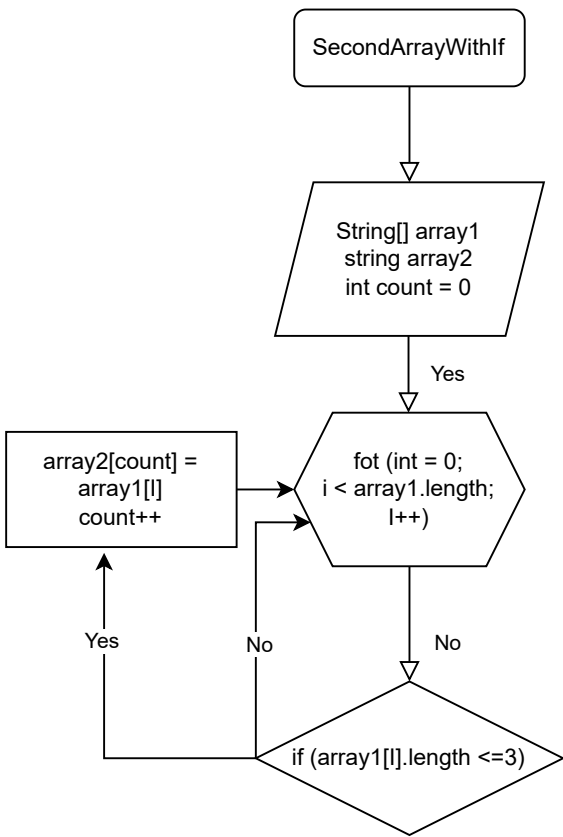 SecondArrayWithIf
String[] array1
string array2
int count = 0
Yes
fot (int = 0;
i < array1.length;
I++)
array2[count] =
array1[I]
count++
Yes
No
No
if (array1[I].length <=3)